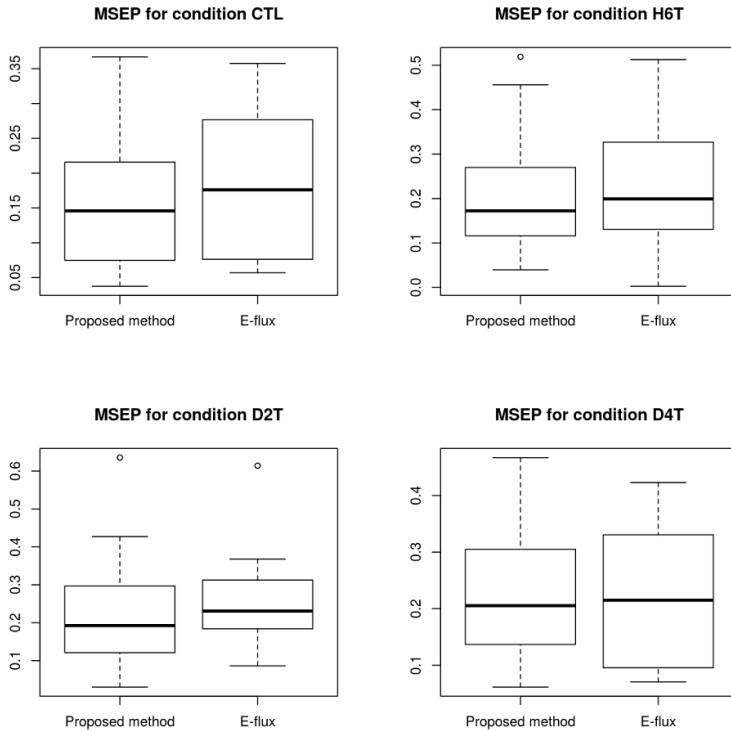 MSEP for condition CTL
0.35
0.25
0.15
0.05
Proposed method
E-flux
MSEP for condition H6T
0.5
0.4
0.3
0.2
0.1
0.0
Proposed method
E-flux
MSEP for condition D2T
0.6
0.5
0.4
0.3
0.2
0.1
Proposed method
E-flux
MSEP for condition D4T
0.4
0.3
0.2
0.1
Proposed method
E-flux